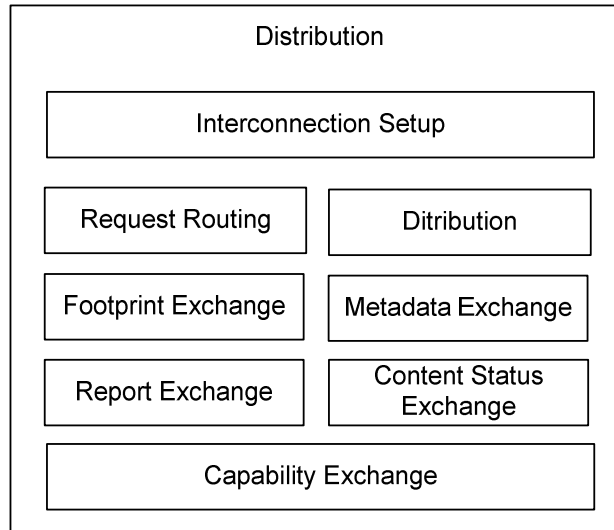 Distribution
Interconnection Setup
Request Routing
Ditribution
Footprint Exchange
Metadata Exchange
Report Exchange
Content Status
Exchange
Capability Exchange